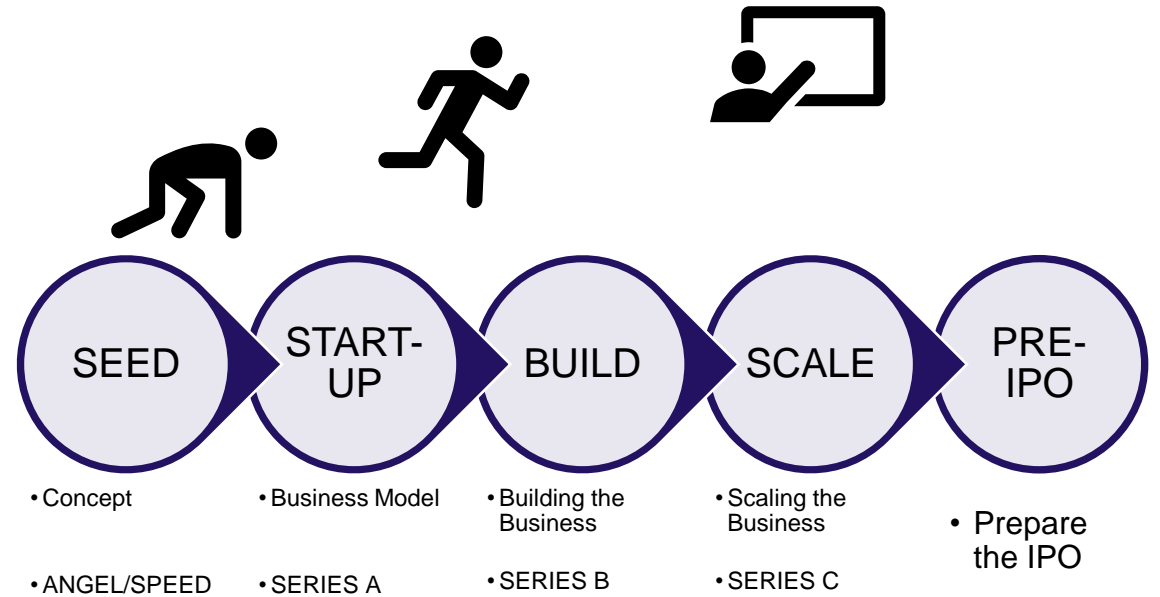 SEED
START-
UP
BUILD
SCALE
PRE-
IPO
• Concept
• ANGEL/SPEED
• Business Model
• SERIES A
• Building the
Business
• SERIES B
• Scaling the
Business
• SERIES C
• Prepare
the IPO